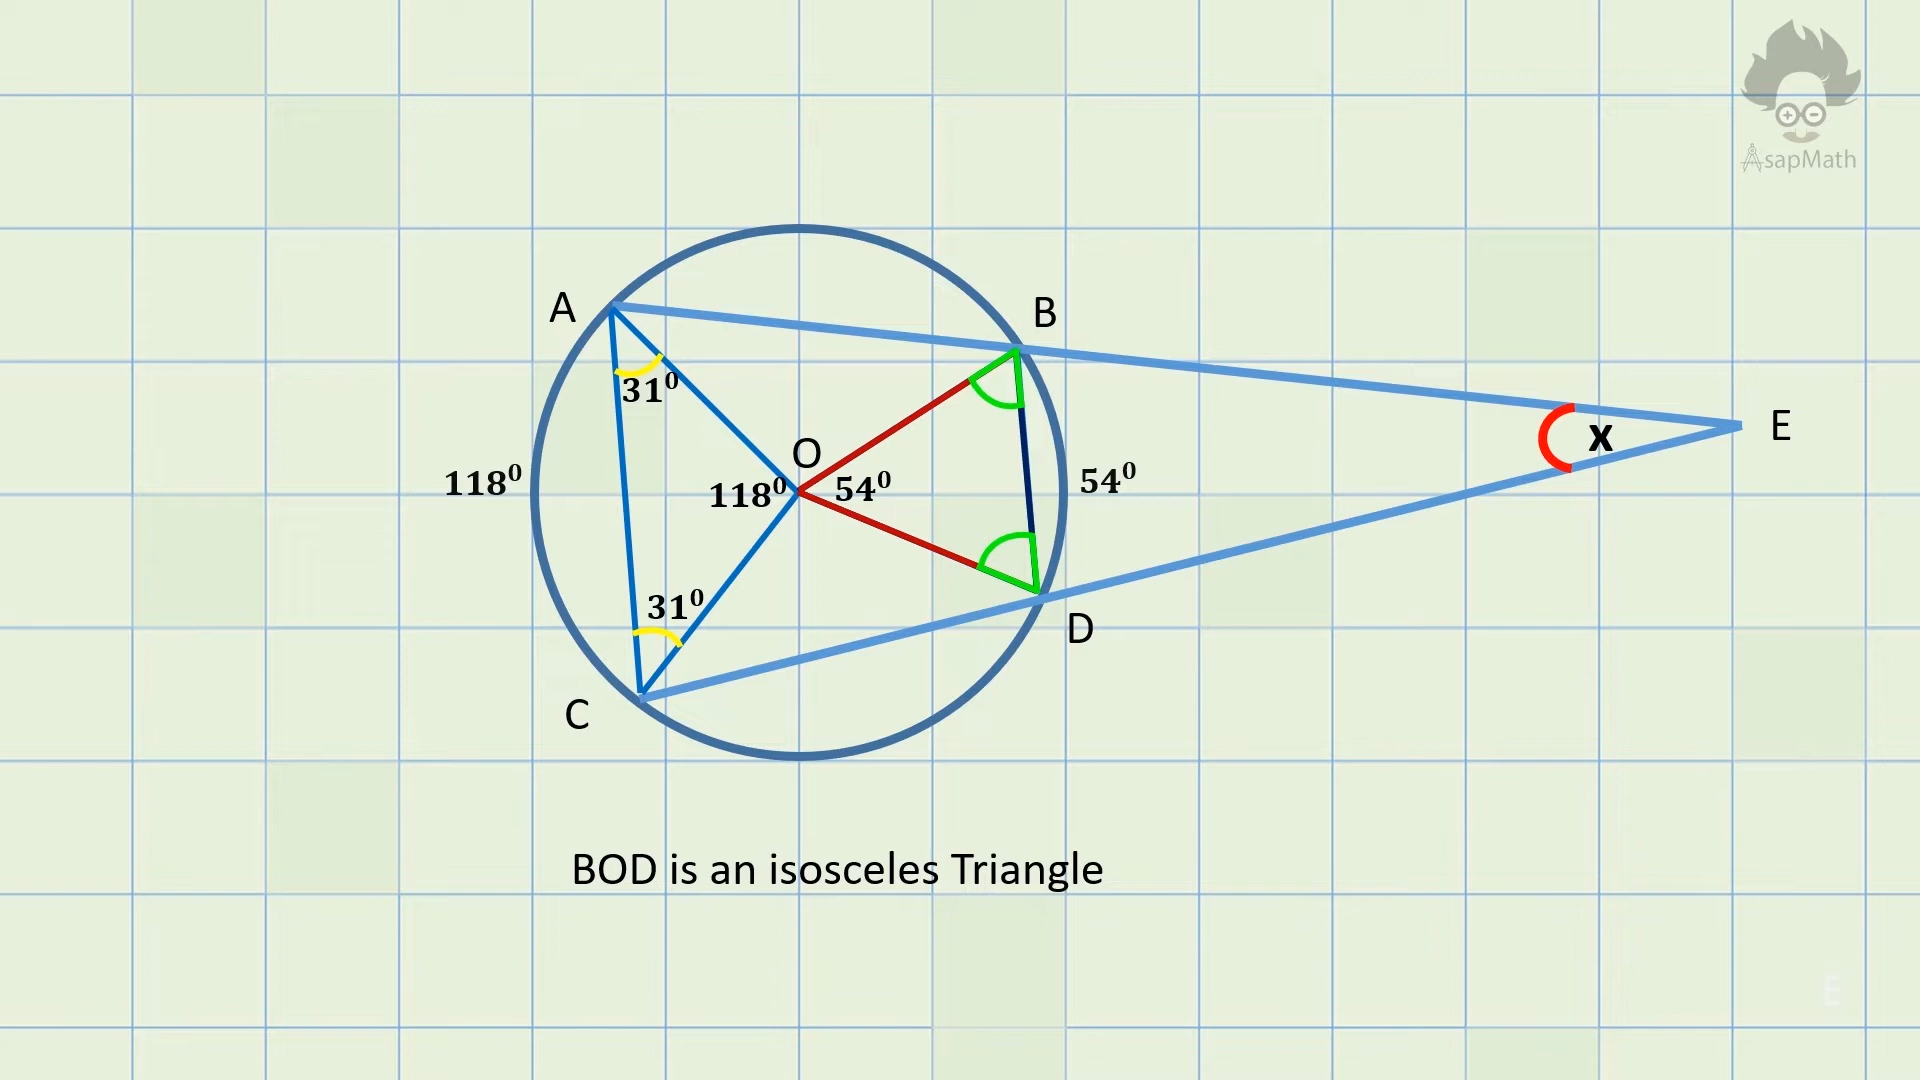 AsapMath
A
B
31⁰
E
x
O
118⁰
118⁰
54⁰
54⁰
31⁰
D
C
BOD is an isosceles Triangle
E